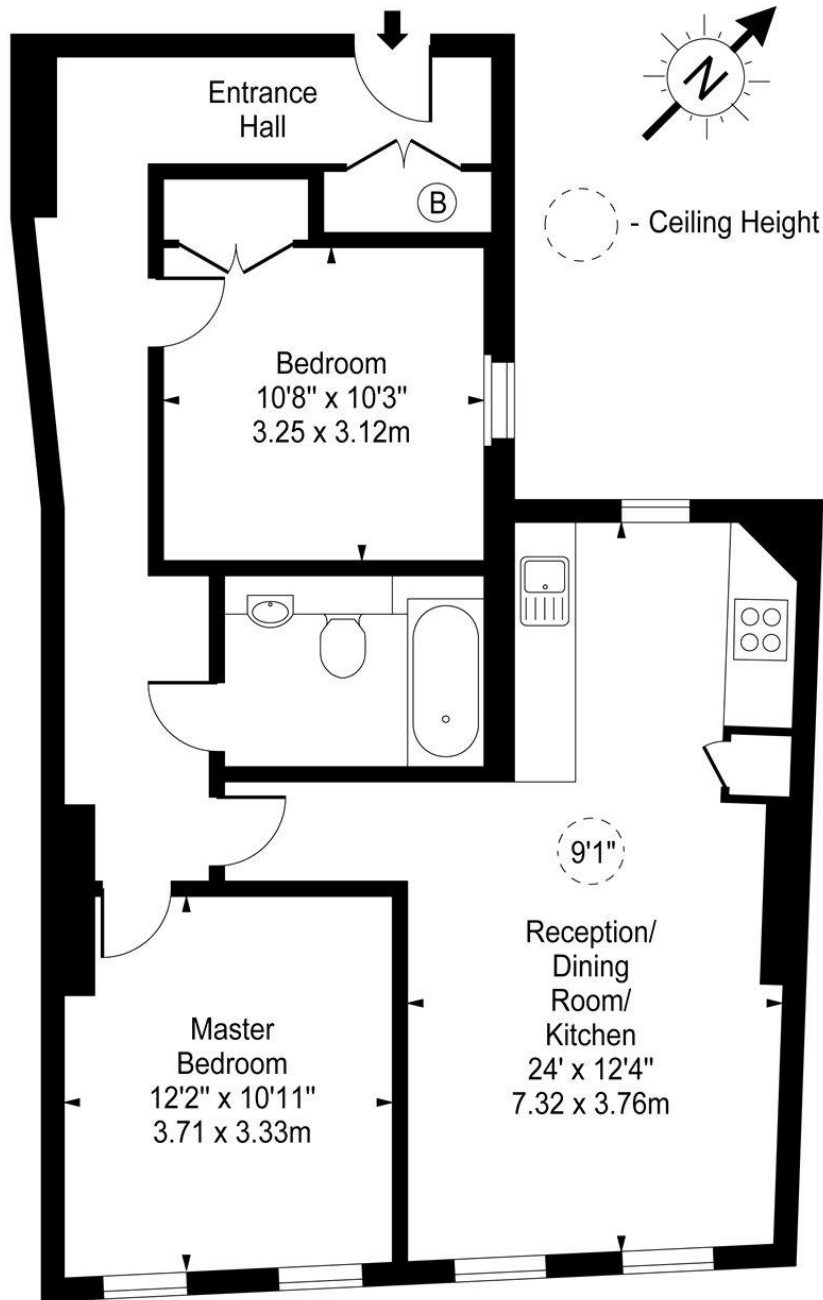 Entrance
Hall
N
B
- Ceiling Height
Bedroom
10'8" x 10'3"
3.25 x 3.12m
9'1"
Reception/
Dining
Room/
Kitchen
24' x 12'4"
7.32 x 3.76m
Master
Bedroom
12'2" x 10'11"
3.71 x 3.33m